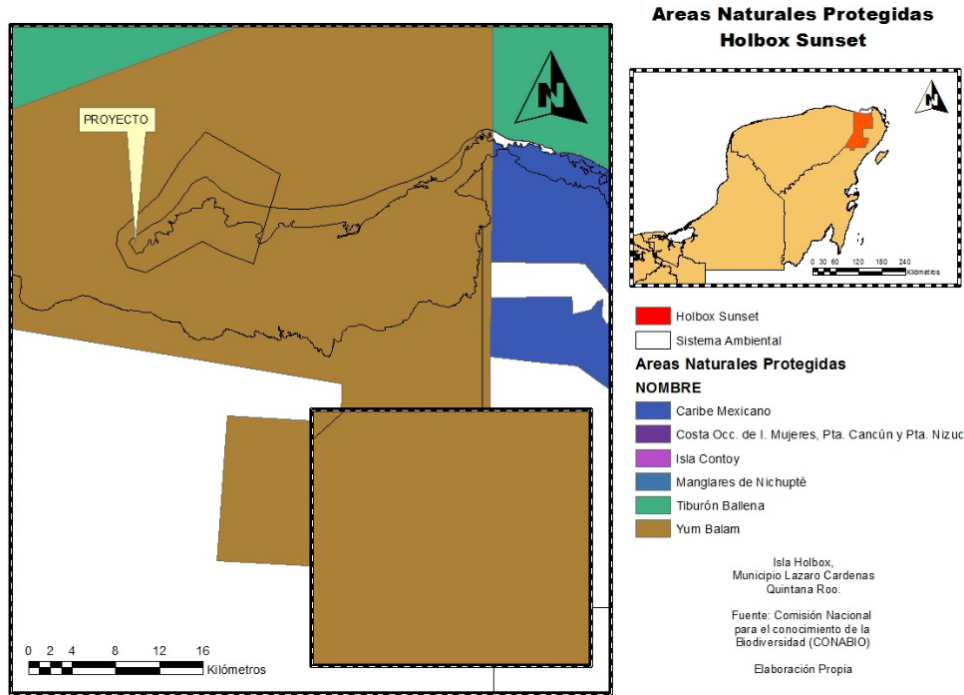 Areas Naturales Protegidas
Holbox Sunset
PROYECTO
N
N
0 30 60 120 180 240
Kilómetros
Holbox Sunset
Sistema Ambiental
Areas Naturales Protegidas
NOMBRE
Caribe Mexicano
Costa Occ. de I. Mujeres, Pta. Cancún y Pta. Nizuc
Isla Contoy
Manglares de Nichupté
Tiburón Ballena
Yum Balam
Isla Holbox,
Municipio Lazaro Cardenas
Quintana Roo.
Fuente: Comisión Nacional
para el conocimiento de la
Biodiversidad (CONABIO)
Elaboración Propia
0 2 4 8 12 16
Kilómetros